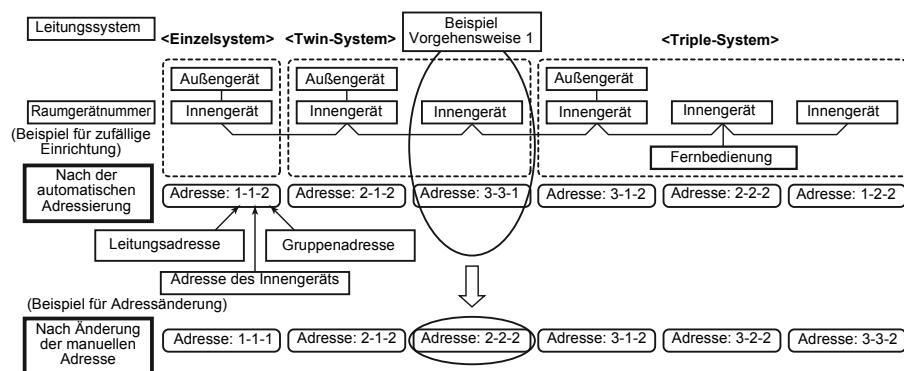 Leitungssystem
<Einzelsystem>
<Twin-System>
Beispiel
Vorgehensweise 1
<Triple-System>
Außengerät
Außengerät
Außengerät
Raumgerätnummer
Innengerät
Innengerät
Innengerät
Innengerät
Innengerät
Innengerät
(Beispiel für zufällige
Einrichtung)
Fernbedienung
Nach der
automatischen
Adressierung
Adresse: 1-1-2
Adresse: 2-1-2
Adresse: 3-3-1
Adresse: 3-1-2
Adresse: 2-2-2
Adresse: 1-2-2
Leitungsadresse
Gruppenadresse
Adresse des Innengeräts
(Beispiel für Adressänderung)
Nach Änderung
der manuellen
Adresse
Adresse: 1-1-1
Adresse: 2-1-2
Adresse: 2-2-2
Adresse: 3-1-2
Adresse: 3-2-2
Adresse: 3-3-2